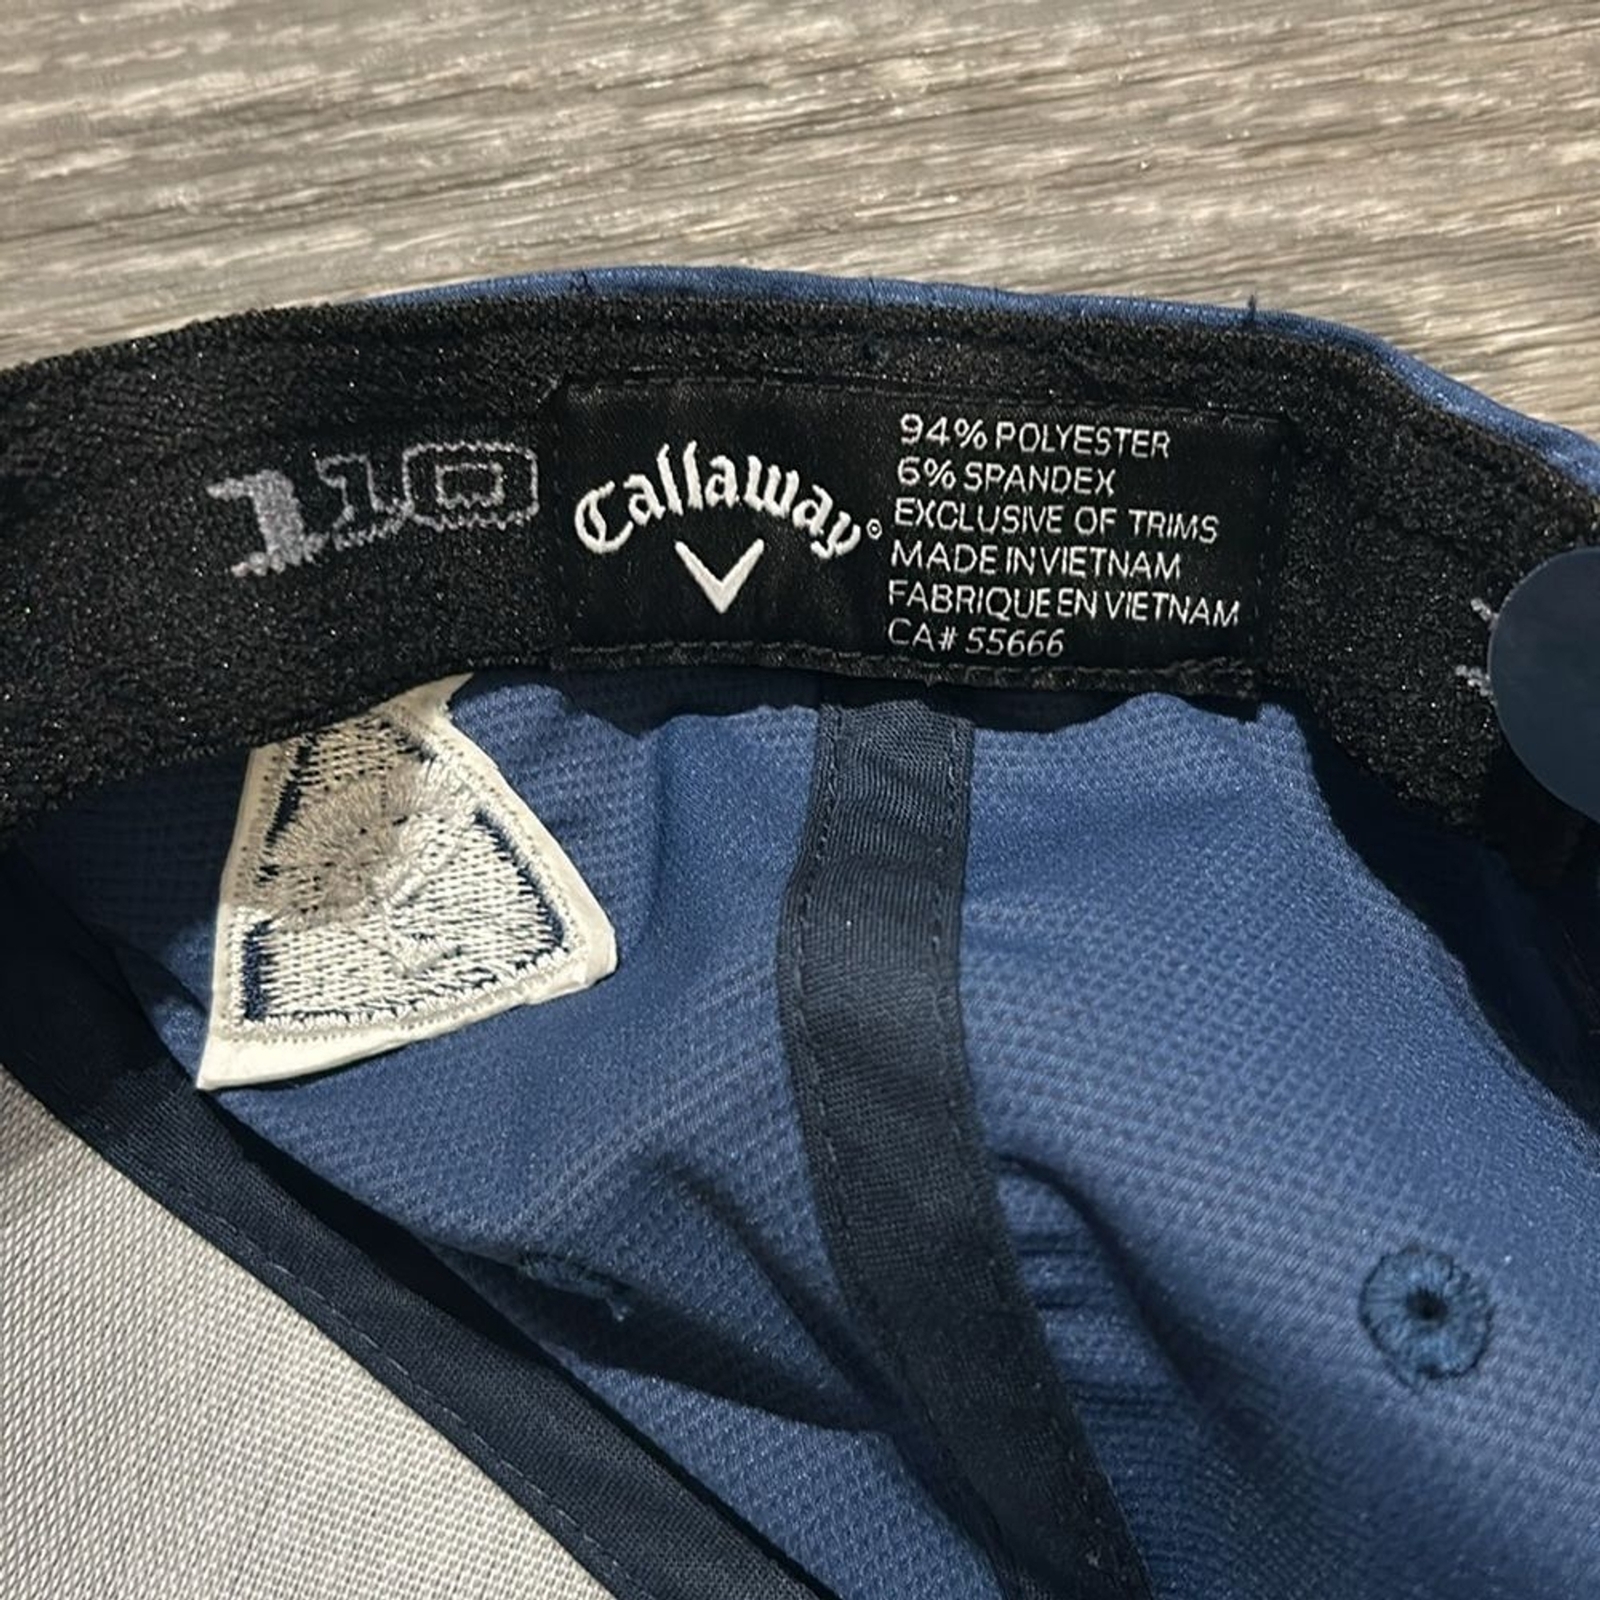 110
Callaway®
94% POLYESTER
6% SPANDEX
EXCLUSIVE OF TRIMS
MADE IN VIETNAM
FABRIQUE EN VIETNAM
CA# 55666